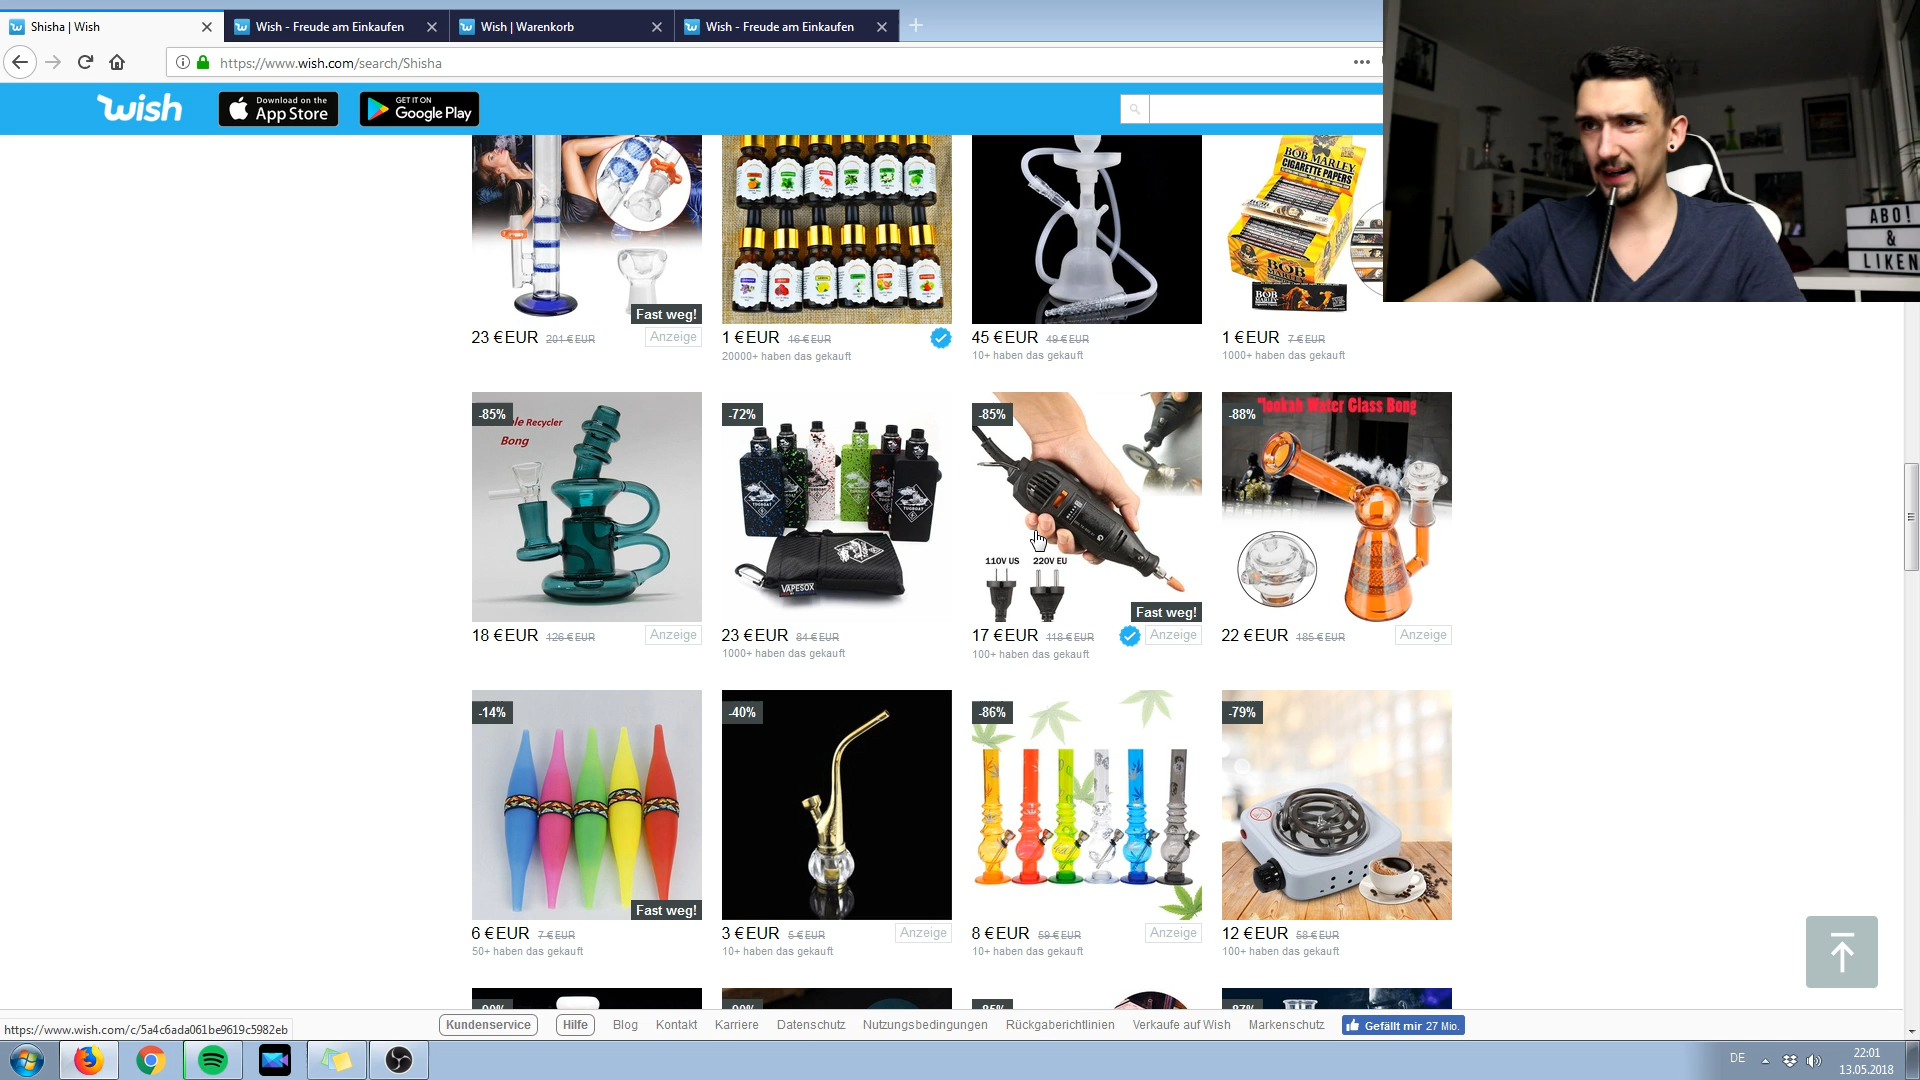 Shisha | Wish
Wish - Freude am Einkaufen
Wish | Warenkorb
Wish - Freude am Einkaufen
https://www.wish.com/search/Shisha
wish
Download on the
App Store
GET IT ON
Google Play
ABO!
&
LIKEN
BOB MARLEY
CIGARETTE PAPERS
BOB
MARLEY
BOB
MARLEY
Fast weg!
23 €EUR 201 €EUR
Anzeige
1 €EUR 16 €EUR
20000+ haben das gekauft
45 €EUR 49 €EUR
10+ haben das gekauft
1 €EUR 7 €EUR
1000+ haben das gekauft
-85%
Recycler
Bong
-72%
TUGBOAT
VAPESOX
-85%
110V US 220V EU
Fast weg!
-88%
Water Glass Bong
18 €EUR 126 €EUR
Anzeige
23 €EUR 84 €EUR
1000+ haben das gekauft
17 €EUR 118 €EUR
Anzeige
100+ haben das gekauft
22 €EUR 185 €EUR
Anzeige
-14%
Fast weg!
-40%
-86%
-79%
6 €EUR 7 €EUR
50+ haben das gekauft
3 €EUR 5 €EUR
Anzeige
10+ haben das gekauft
8 €EUR 59 €EUR
Anzeige
10+ haben das gekauft
12 €EUR 58 €EUR
100+ haben das gekauft
https://www.wish.com/c/5a4c6ada061be9619c5982eb
Kundenservice
Hilfe
Blog
Kontakt
Karriere
Datenschutz
Nutzungsbedingungen
Rückgaberichtlinien
Verkaufe auf Wish
Markenschutz
Gefällt mir 27 Mio.
DE
22:01
13.05.2018